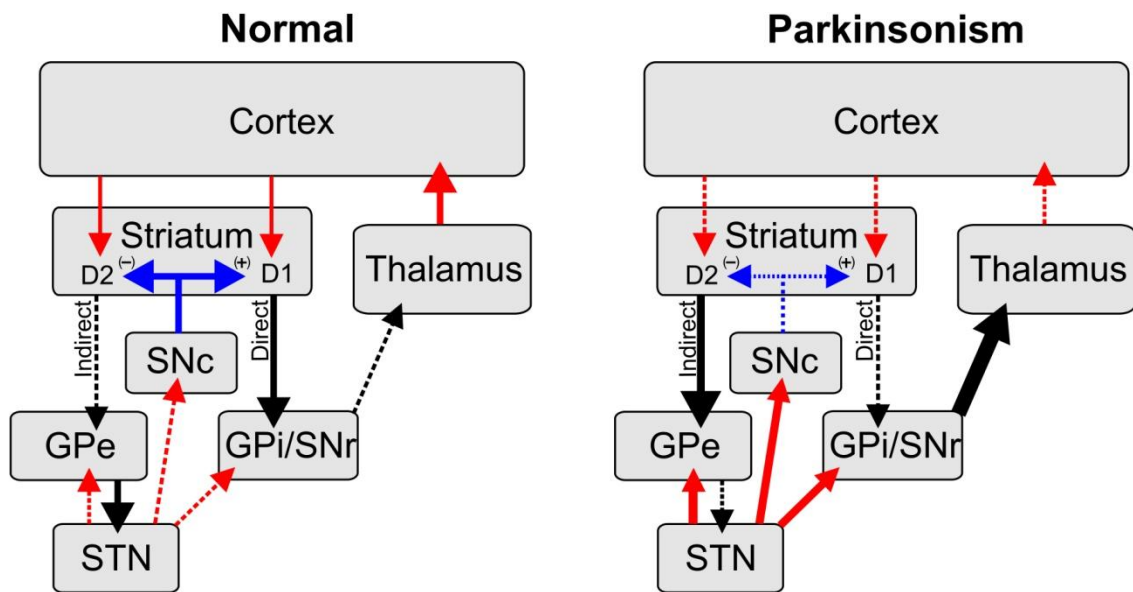 Normal
Cortex
Striatum
D2
(–)
(+)
D1
Thalamus
Indirect
SNc
Direct
GPe
GPi/SNr
STN
Parkinsonism
Cortex
Striatum
D2
(–)
(+)
D1
Thalamus
Indirect
SNc
Direct
GPe
GPi/SNr
STN